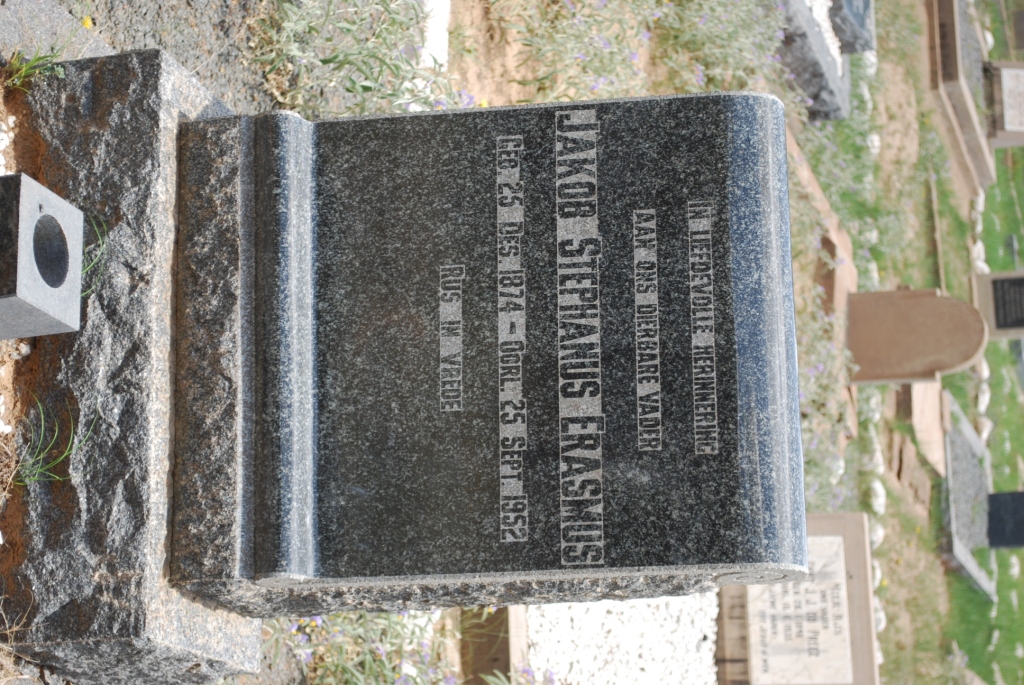 IN LIEFDEVOLLE HERINNERING
AAN ONS DIERBARE VADER
JAKOB STEPHANUS ERASMUS
GEB. 25 DES. 1874 – OORL. 25 SEPT. 1952
RUS IN VREDE